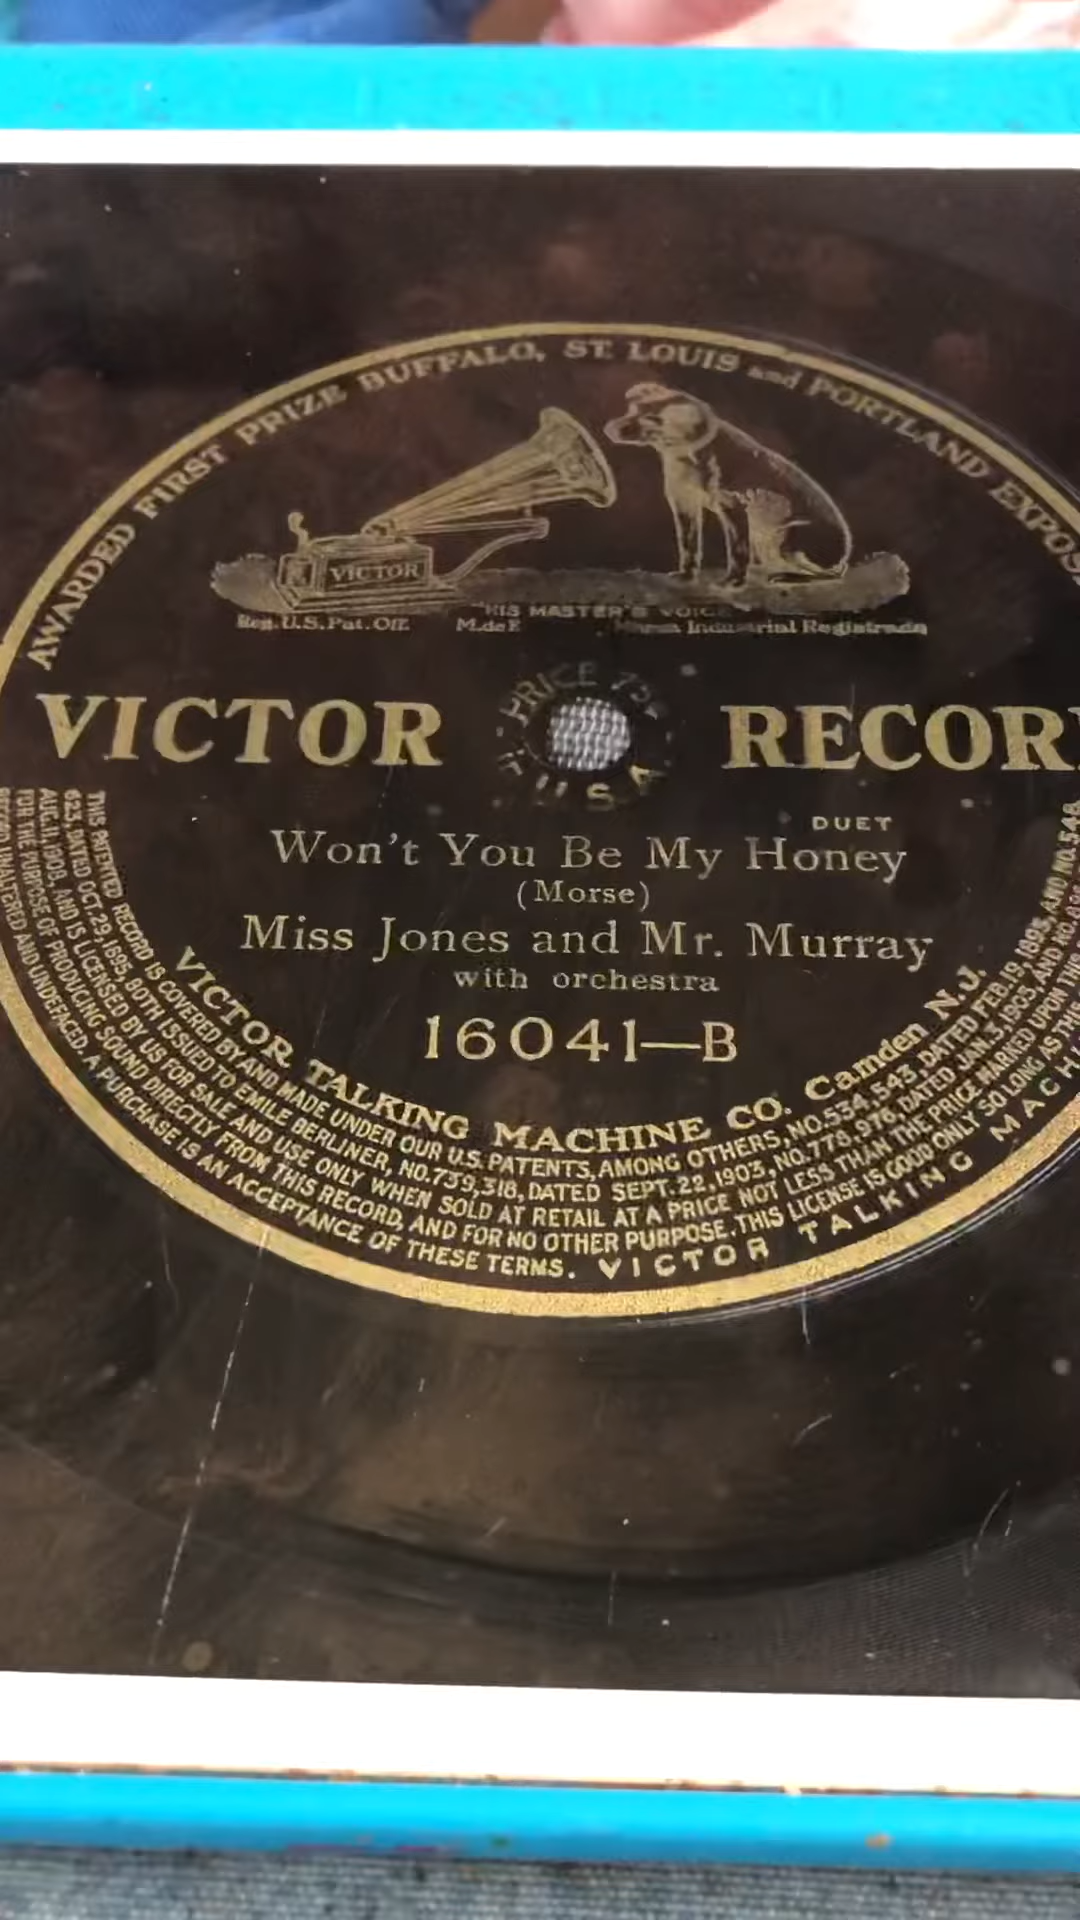 AWARDED FIRST PRIZE BUFFALO, ST. LOUIS and PORTLAND EXPOS
VICTOR
"HIS MASTER'S VOICE
Reg. U.S. Pat. Off. M.de F. Marca Industrial Registrada
PRICE 75¢
VICTOR RECOR
U.S.A.
DUET
Won't You Be My Honey
(Morse)
Miss Jones and Mr. Murray
with orchestra
16041—B
VICTOR TALKING MACHINE CO. Camden N.J.
THIS PATENTED RECORD IS COVERED BY AND MADE UNDER OUR U.S. PATENTS, AMONG OTHERS, NO.534,543, DATED FEB.19,1895, AND NO.548,
623, DATED OCT.29,1895, BOTH ISSUED TO EMILE BERLINER, NO.739,318, DATED SEPT.22.1903, NO.778,976, DATED JAN.3,1905, AND NO.896
AUG.11,1908, AND IS LICENSED BY US FOR SALE AND USE ONLY WHEN SOLD AT RETAIL AT A PRICE NOT LESS THAN THE PRICE MARKED UPON THIS
FOR THE PURPOSE OF PRODUCING SOUND DIRECTLY FROM THIS RECORD, AND FOR NO OTHER PURPOSE. THIS LICENSE IS GOOD ONLY SO LONG AS THE
UNALTERED AND UNDEFACED. A PURCHASE IS AN ACCEPTANCE OF THESE TERMS. VICTOR TALKING MACHI